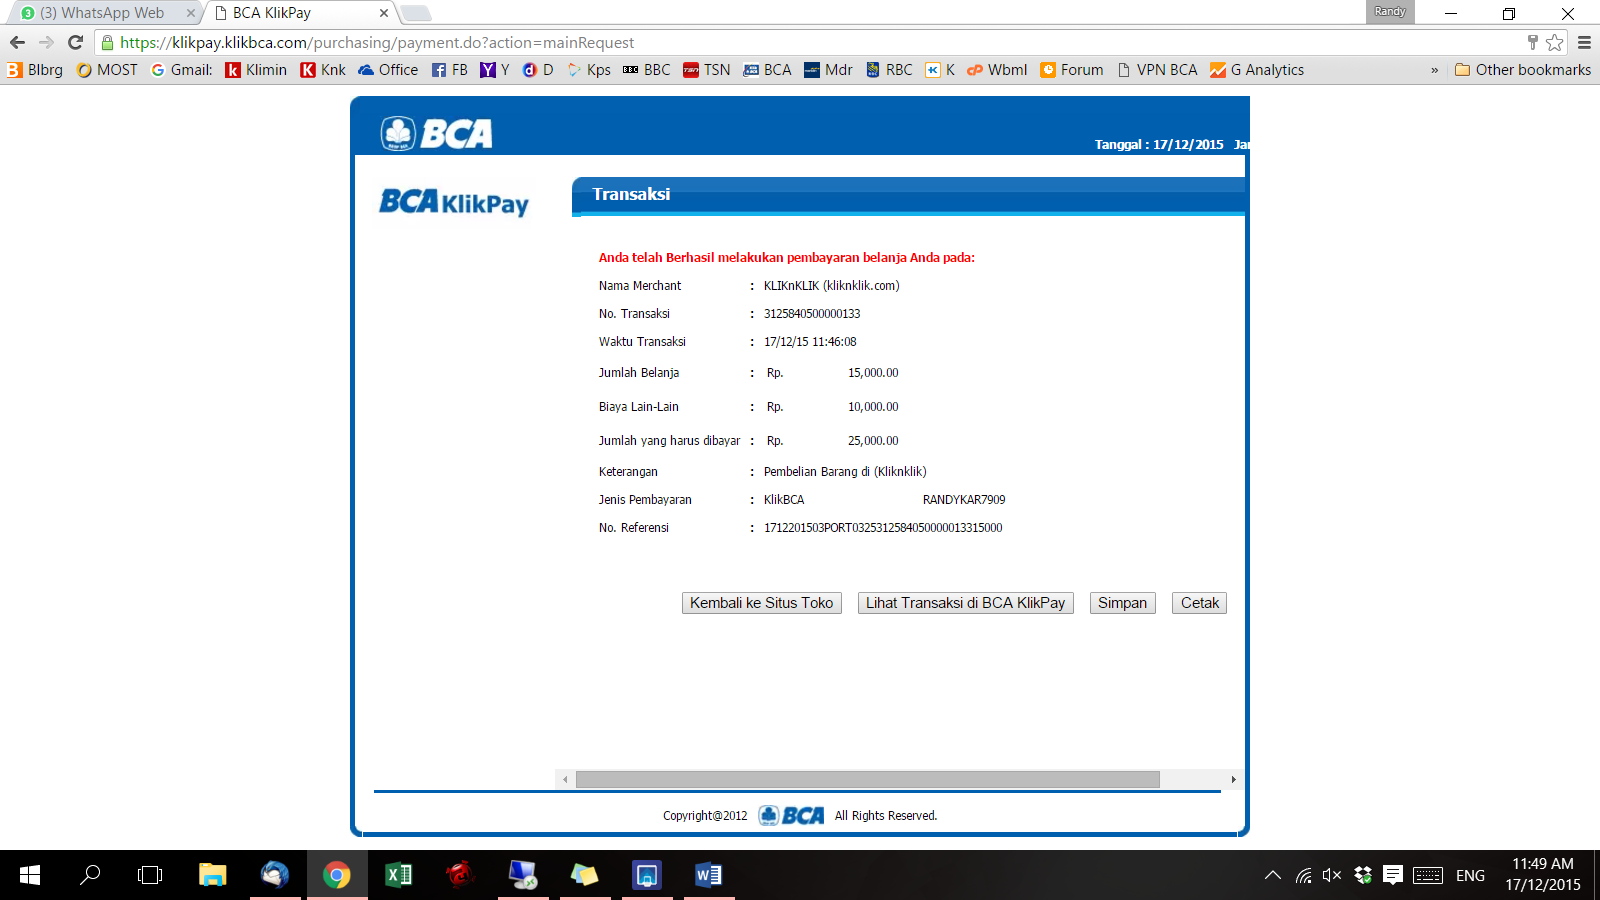 (3) WhatsApp Web
BCA KlikPay
Randy
https://klikpay.klikbca.com/purchasing/payment.do?action=mainRequest
Blbrg MOST Gmail: Klimin Knk Office FB Y D Kps BBC TSN BCA Mdr RBC K Wbml Forum VPN BCA G Analytics » Other bookmarks
BCA
Tanggal : 17/12/2015 Jar
BCA KlikPay
Transaksi
Anda telah Berhasil melakukan pembayaran belanja Anda pada:
Nama Merchant : KLIKnKLIK (kliknklik.com)
No. Transaksi : 3125840500000133
Waktu Transaksi : 17/12/15 11:46:08
Jumlah Belanja : Rp. 15,000.00
Biaya Lain-Lain : Rp. 10,000.00
Jumlah yang harus dibayar : Rp. 25,000.00
Keterangan : Pembelian Barang di (Kliknklik)
Jenis Pembayaran : KlikBCA RANDYKAR7909
No. Referensi : 1712201503PORT0325312584050000013315000
Kembali ke Situs Toko Lihat Transaksi di BCA KlikPay Simpan Cetak
Copyright@2012 BCA All Rights Reserved.
ENG
11:49 AM
17/12/2015